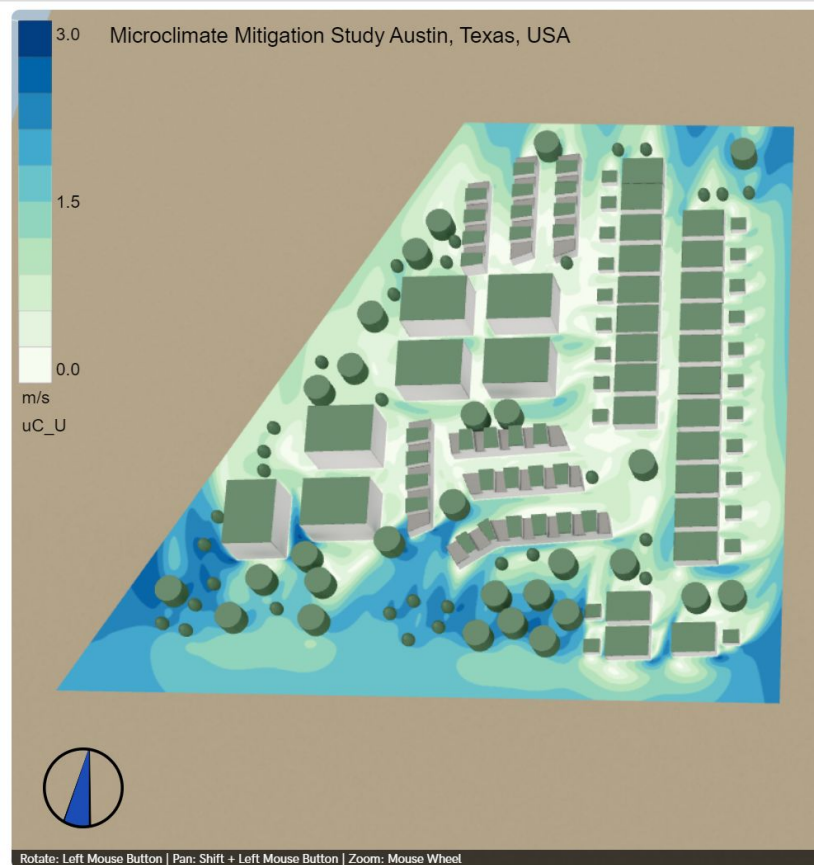 3.0
Microclimate Mitigation Study Austin, Texas, USA
1.5
0.0
m/s
uC_U
Rotate: Left Mouse Button | Pan: Shift + Left Mouse Button | Zoom: Mouse Wheel